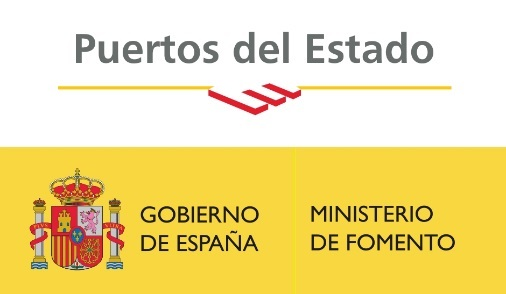 Puertos del Estado
GOBIERNO
DE ESPAÑA
MINISTERIO
DE FOMENTO